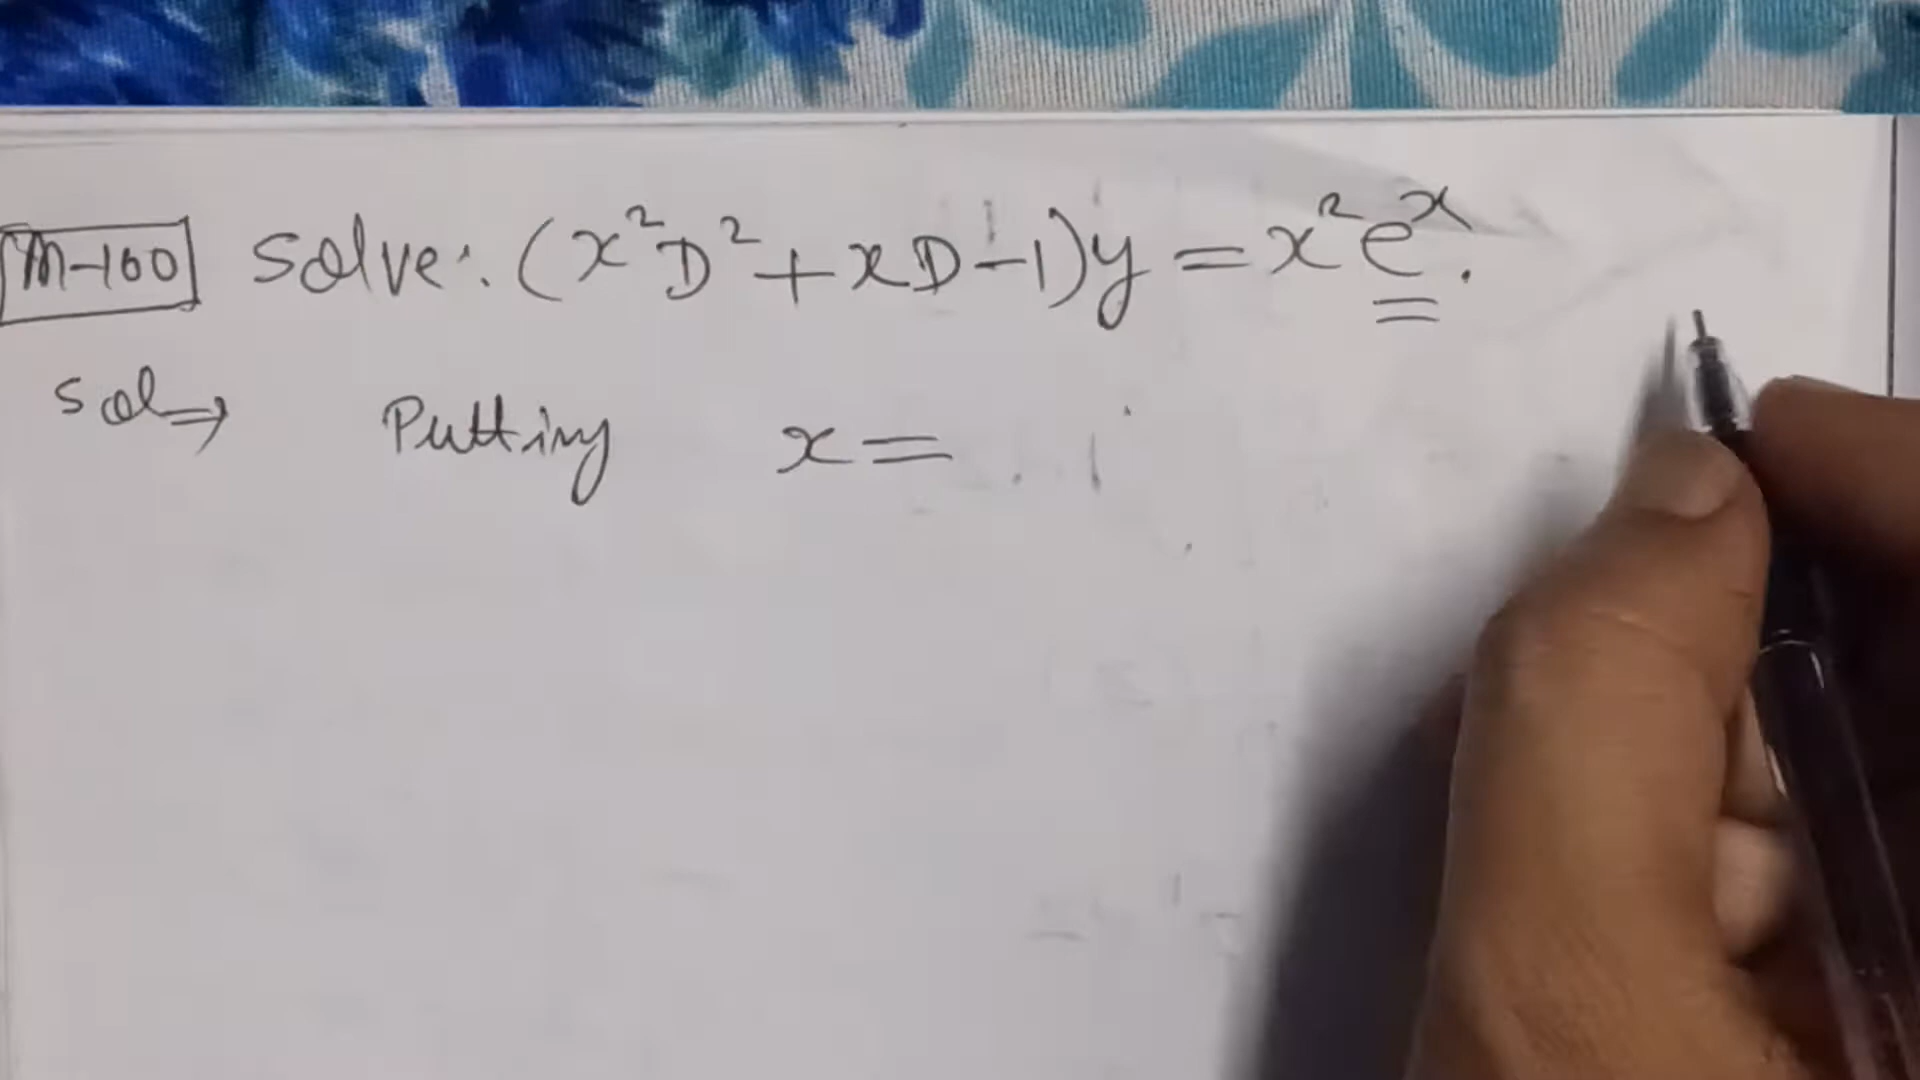 M-100 Solve: (x²D²+xD-1)y=x²eˣ.
Sol⇒ Putting x=